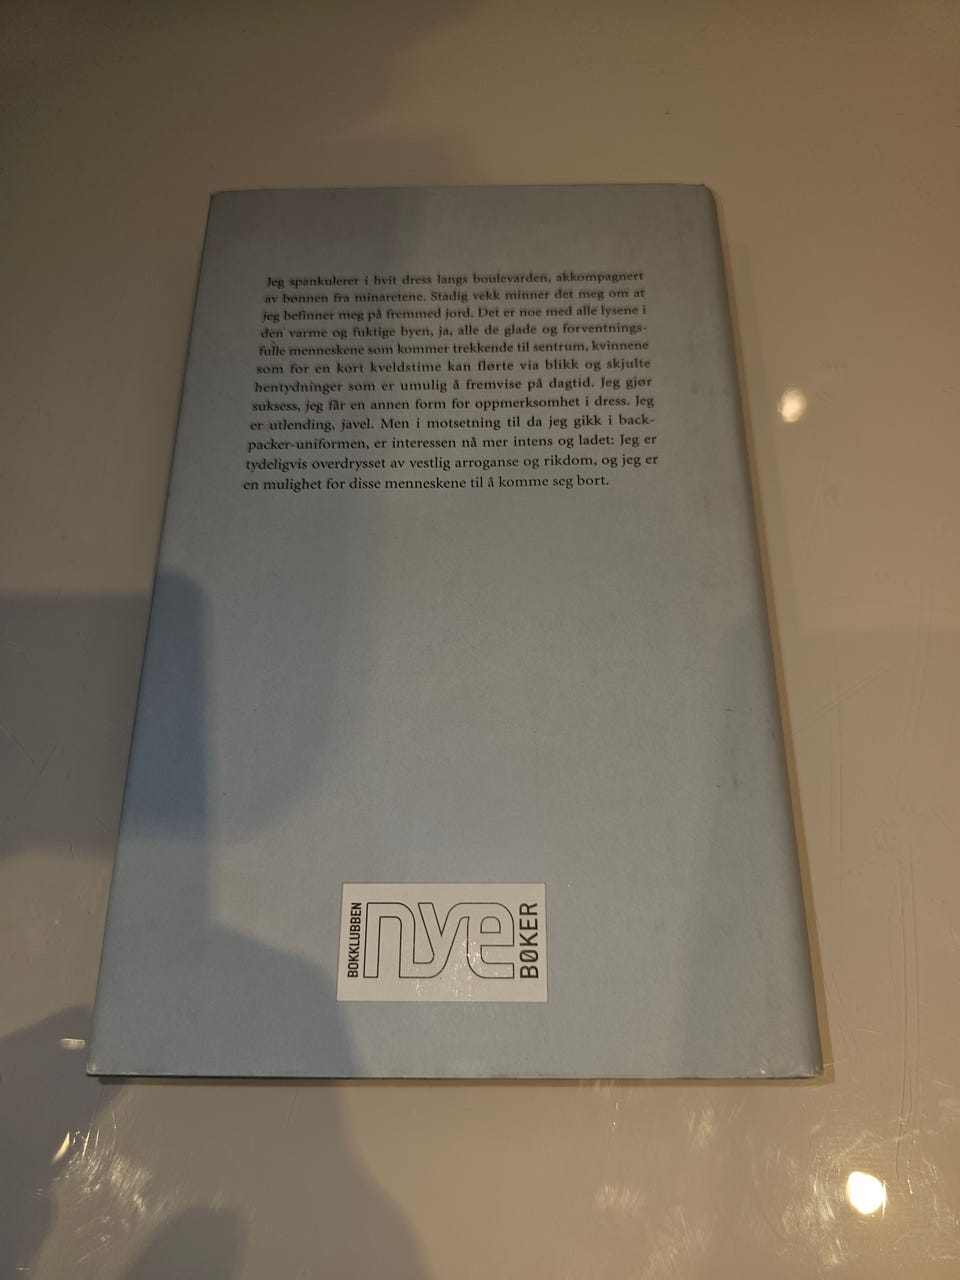 Jeg spankulerer i hvit dress langs boulevarden, akkompagnert
av bønnen fra minaretene. Stadig vekk minner det meg om at
jeg befinner meg på fremmed jord. Det er noe med alle lysene i
den varme og fuktige byen, ja, alle de glade og forventnings-
fulle menneskene som kommer trekkende til sentrum, kvinnene
som for en kort kveldstime kan flørte via blikk og skjulte
hentydninger som er umulig å fremvise på dagtid. Jeg gjør
suksess, jeg får en annen form for oppmerksomhet i dress. Jeg
er utlending, javel. Men i motsetning til da jeg gikk i back-
packer-uniformen, er interessen nå mer intens og ladet: Jeg er
tydeligvis overdrysset av vestlig arroganse og rikdom, og jeg er
en mulighet for disse menneskene til å komme seg bort.
BOKKLUBBEN
nye
BØKER